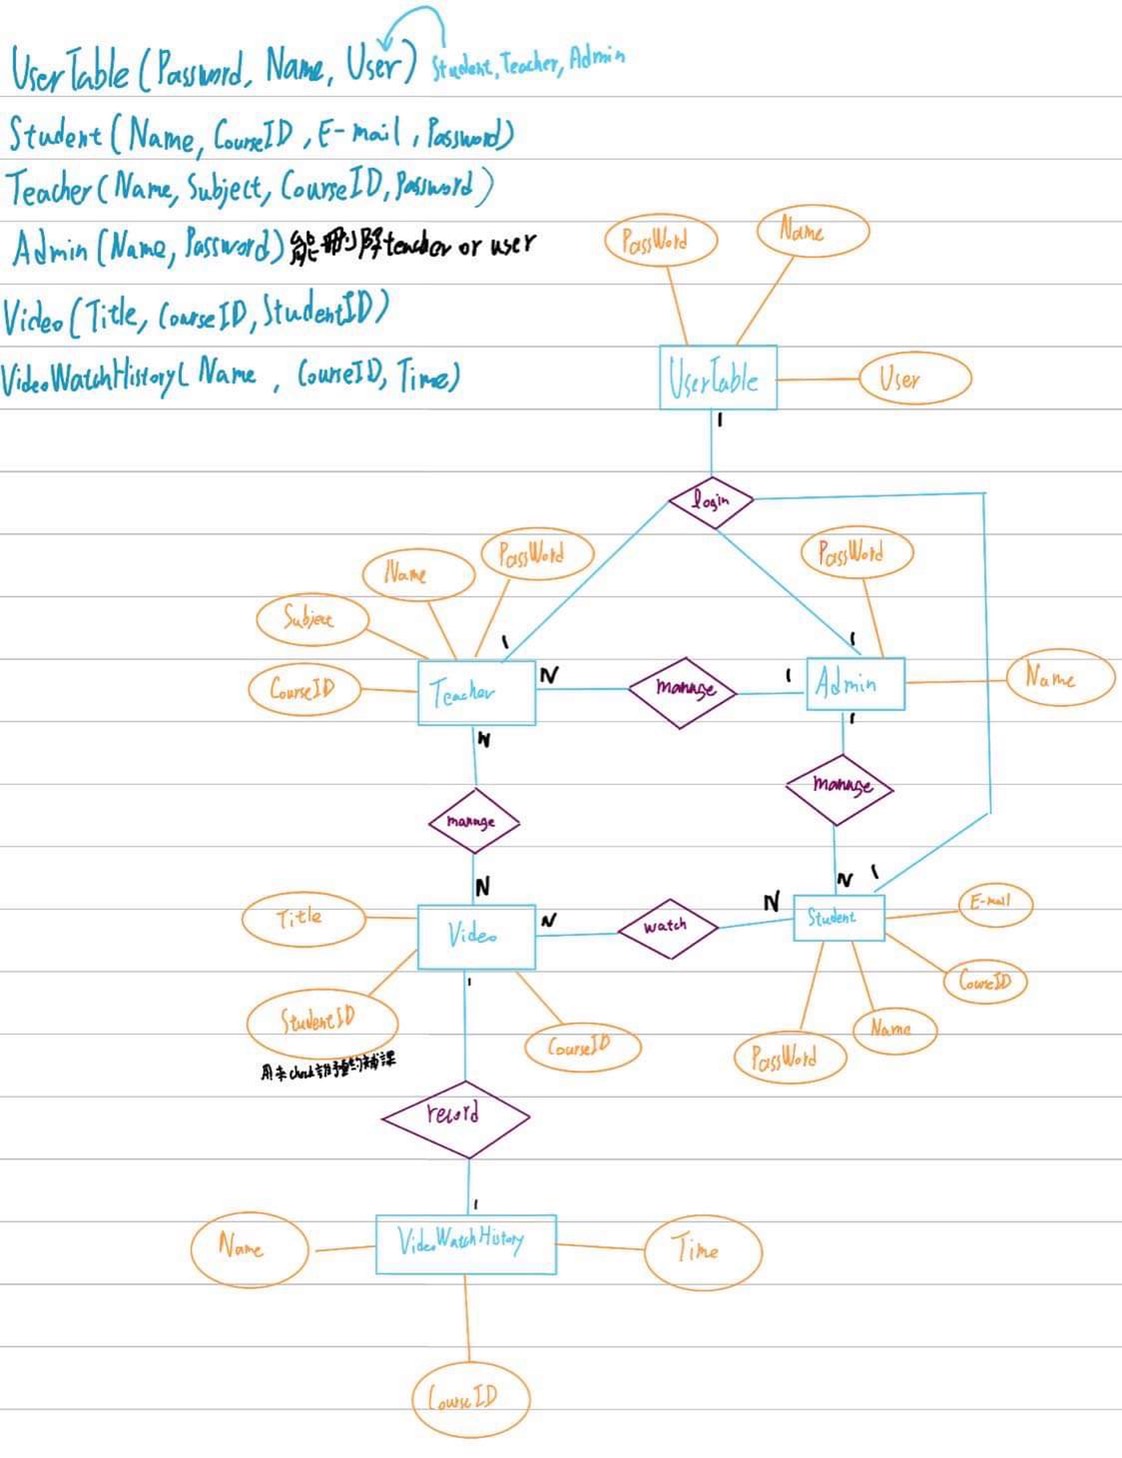 UserTable (Password, Name, User) Student, Teacher, Admin
Student (Name, CourseID, E-mail, Password)
Teacher (Name, Subject, CourseID, Password)
Admin (Name, Password) 能刪除teacher or user
Video (Title, CourseID, StudentID)
VideoWatchHistory( Name , CourseID, Time)
PassWord
Name
UserTable
User
1
login
Name
PassWord
PassWord
Subject
1
1
CourseID
Teacher
N
manage
1
Admin
Name
N
1
manage
manage
N
N
1
Title
Video
N
watch
N
Student
E-mail
1
StudentID
CourseID
CourseID
PassWord
Name
用來check誰預約補課
record
1
Name
VideoWatchHistory
Time
CourseID